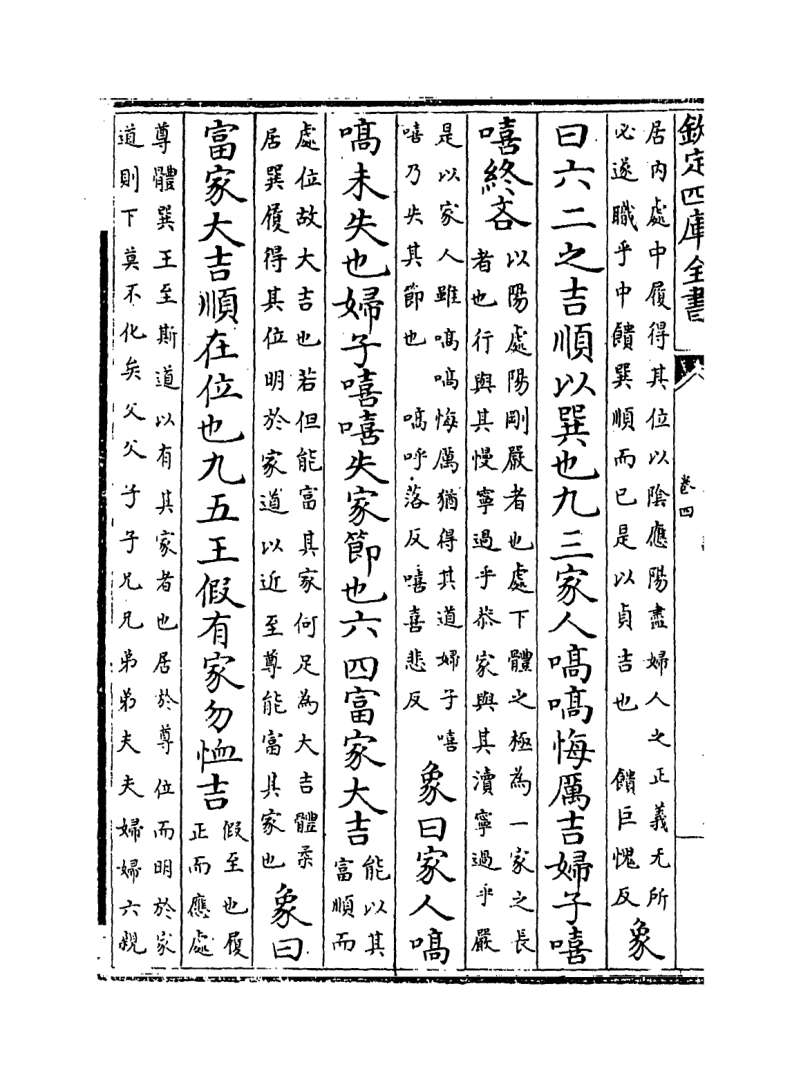 欽定四庫全書
卷四
居内處中履得其位以陰應陽盡婦人之正義无所
必遂職乎中饋巽順而已是以貞吉也 饋巨愧反
象
曰六二之吉順以巽也九三家人嗃嗃悔厲吉婦子嘻
嘻終吝
以陽處陽剛嚴者也處下體之極為一家之長
者也行與其慢寧過乎恭家與其瀆寧過乎嚴
是以家人雖嗃嗃悔厲猶得其道婦子嘻
嘻乃失其節也 嗃呼落反嘻喜悲反
象曰家人嗃
嗃未失也婦子嘻嘻失家節也六四富家大吉
能以其
富順而
處位故大吉也若但能富其家何足為大吉體柔
居巽履得其位明於家道以近至尊能富其家也
象曰
富家大吉順在位也九五王假有家勿恤吉
假至也履
正而應處
尊體巽王至斯道以有其家者也居於尊位而明於家
道則下莫不化矣父父子子兄兄弟弟夫夫婦婦六親